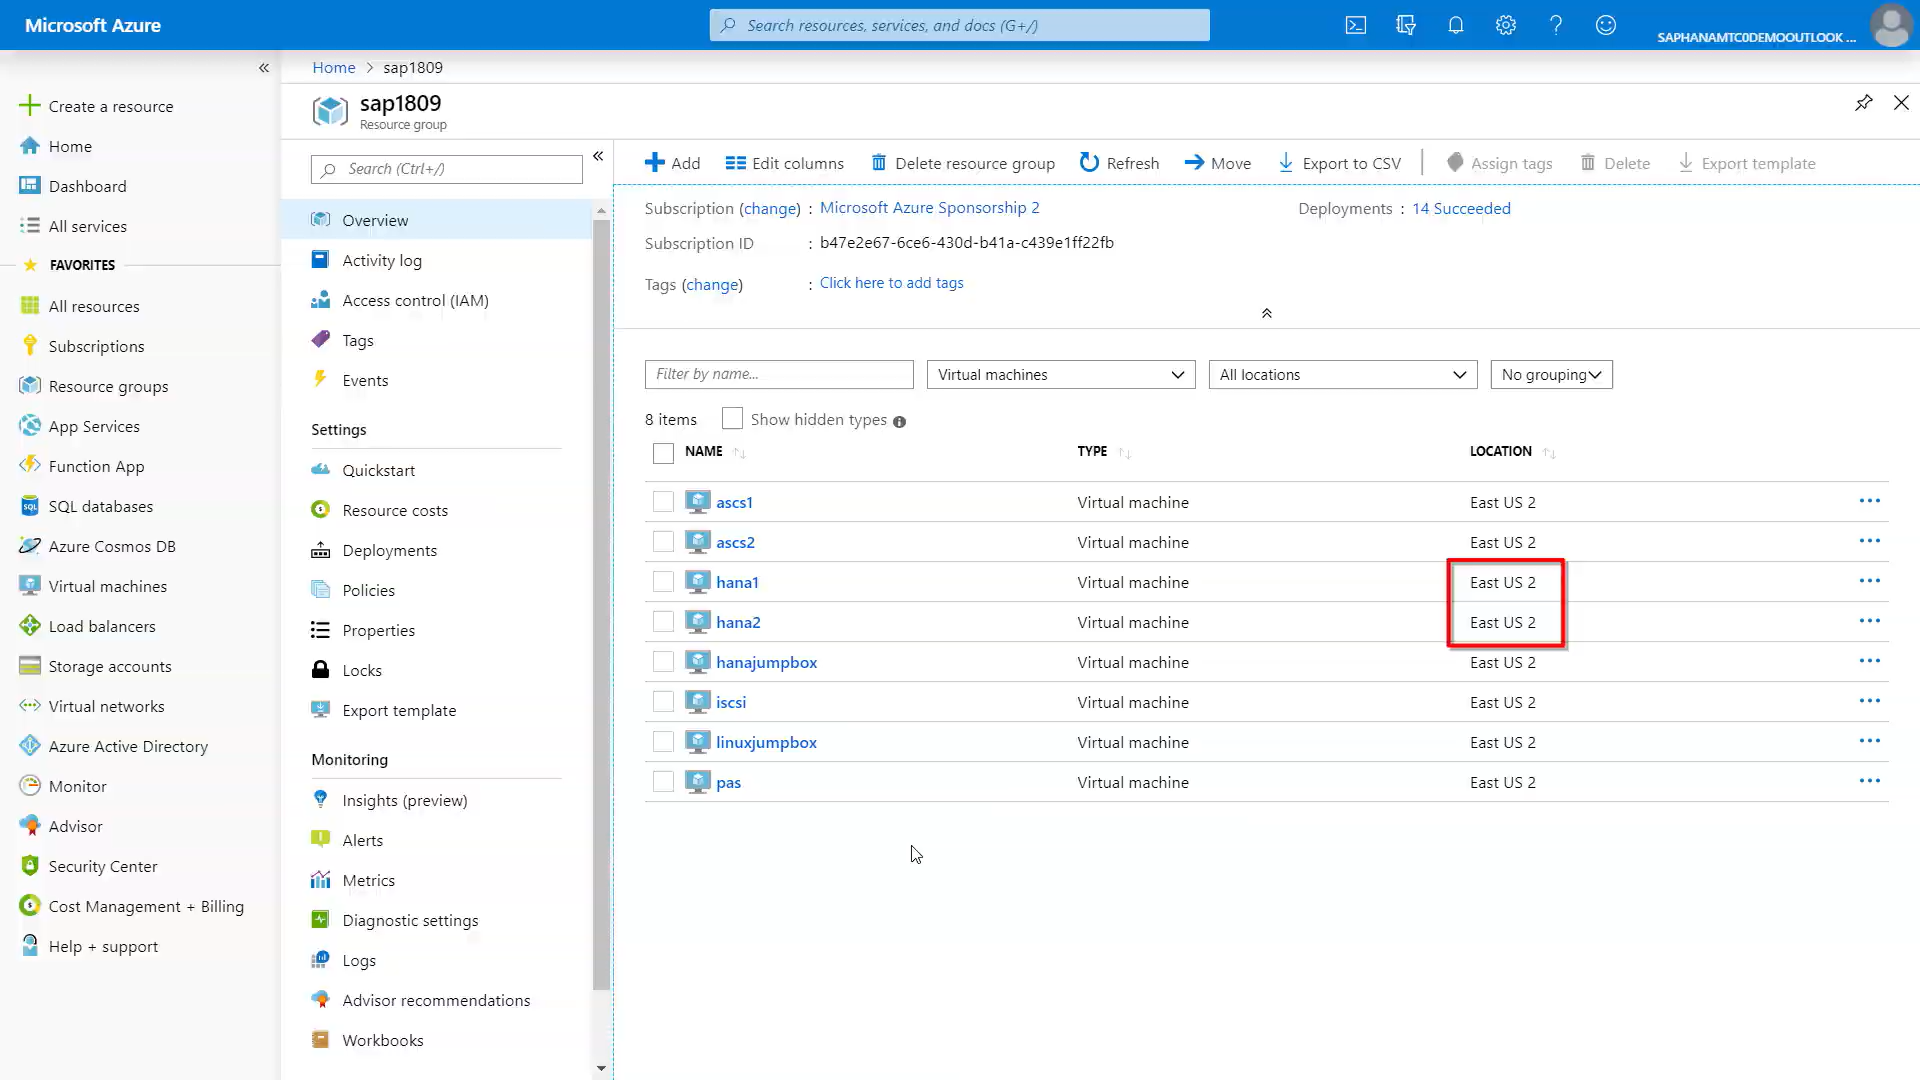 Microsoft Azure
Search resources, services, and docs (G+/)
SAPHANAMTC0DEMOOUTLOOK ...
Create a resource
Home
Dashboard
All services
FAVORITES
All resources
Subscriptions
Resource groups
App Services
Function App
SQL databases
Azure Cosmos DB
Virtual machines
Load balancers
Storage accounts
Virtual networks
Azure Active Directory
Monitor
Advisor
Security Center
Cost Management + Billing
Help + support
Home > sap1809
sap1809
Resource group
Search (Ctrl+/)
Overview
Activity log
Access control (IAM)
Tags
Events
Settings
Quickstart
Resource costs
Deployments
Policies
Properties
Locks
Export template
Monitoring
Insights (preview)
Alerts
Metrics
Diagnostic settings
Logs
Advisor recommendations
Workbooks
Add Edit columns Delete resource group Refresh Move Export to CSV Assign tags Delete Export template
Subscription (change) : Microsoft Azure Sponsorship 2
Deployments : 14 Succeeded
Subscription ID : b47e2e67-6ce6-430d-b41a-c439e1ff22fb
Tags (change) : Click here to add tags
Filter by name... Virtual machines All locations No grouping
8 items Show hidden types
NAME TYPE LOCATION
ascs1 Virtual machine East US 2
ascs2 Virtual machine East US 2
hana1 Virtual machine East US 2
hana2 Virtual machine East US 2
hanajumpbox Virtual machine East US 2
iscsi Virtual machine East US 2
linuxjumpbox Virtual machine East US 2
pas Virtual machine East US 2